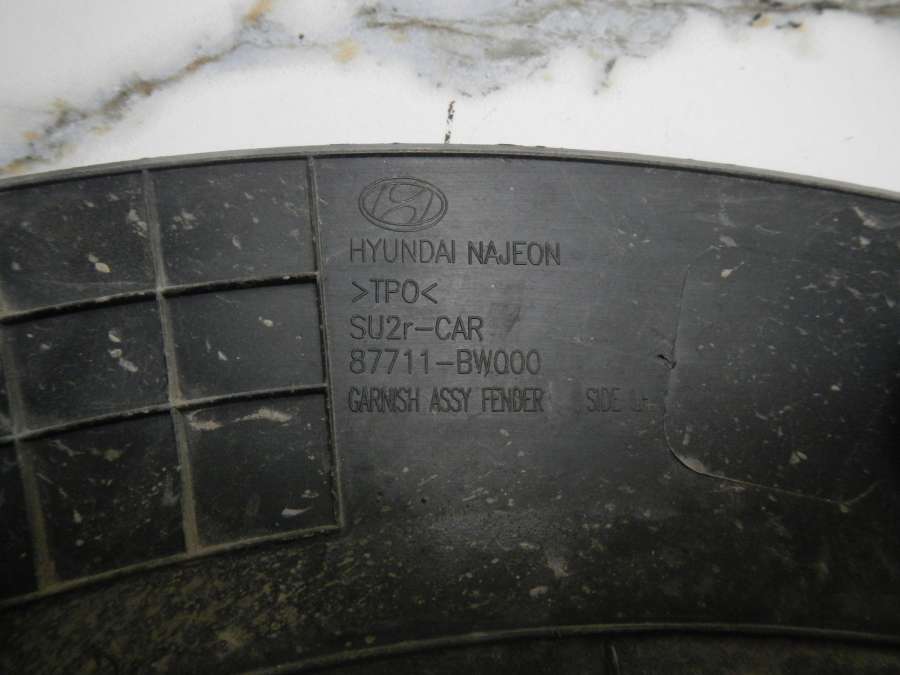 HYUNDAI NAJEON
>TPO<
SU2r-CAR
87711-BW000
GARNISH ASSY FENDER SIDE